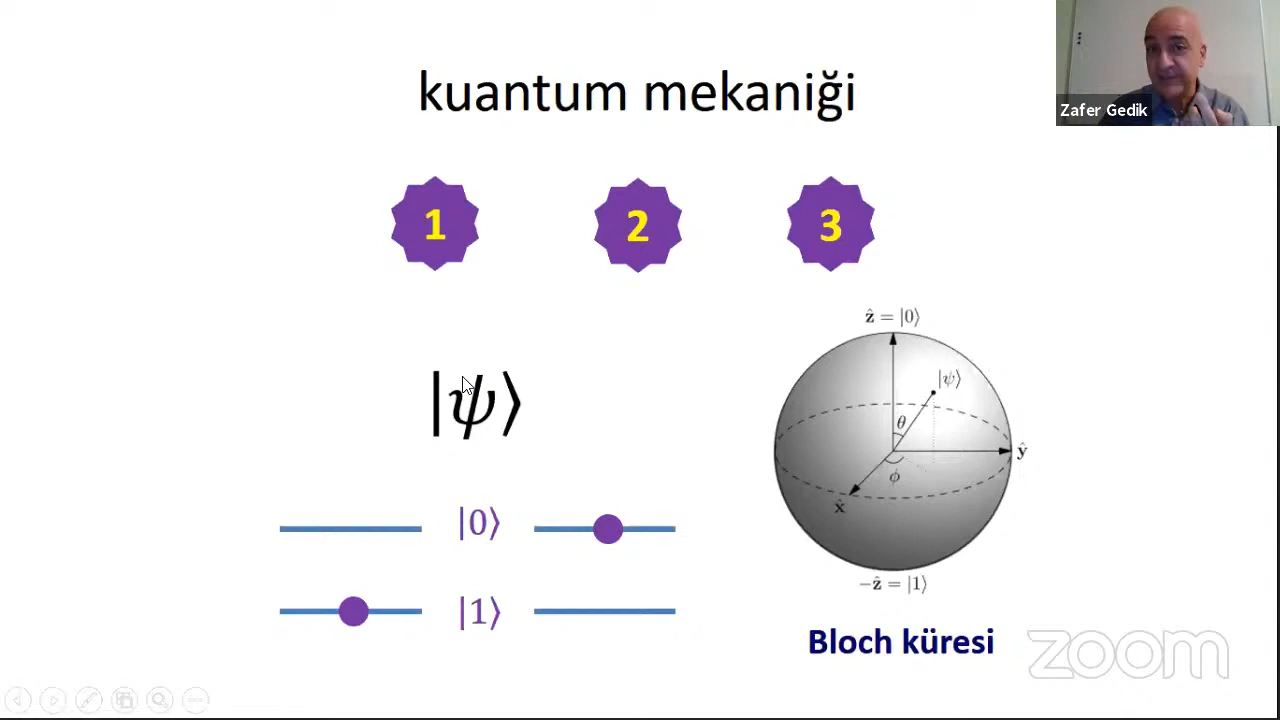 kuantum mekaniği
Zafer Gedik
1 2 3
ẑ = |0⟩
|ψ⟩
θ
ŷ
ϕ
x̂
−ẑ = |1⟩
|ψ⟩
|0⟩
|1⟩
Bloch küresi
zoom